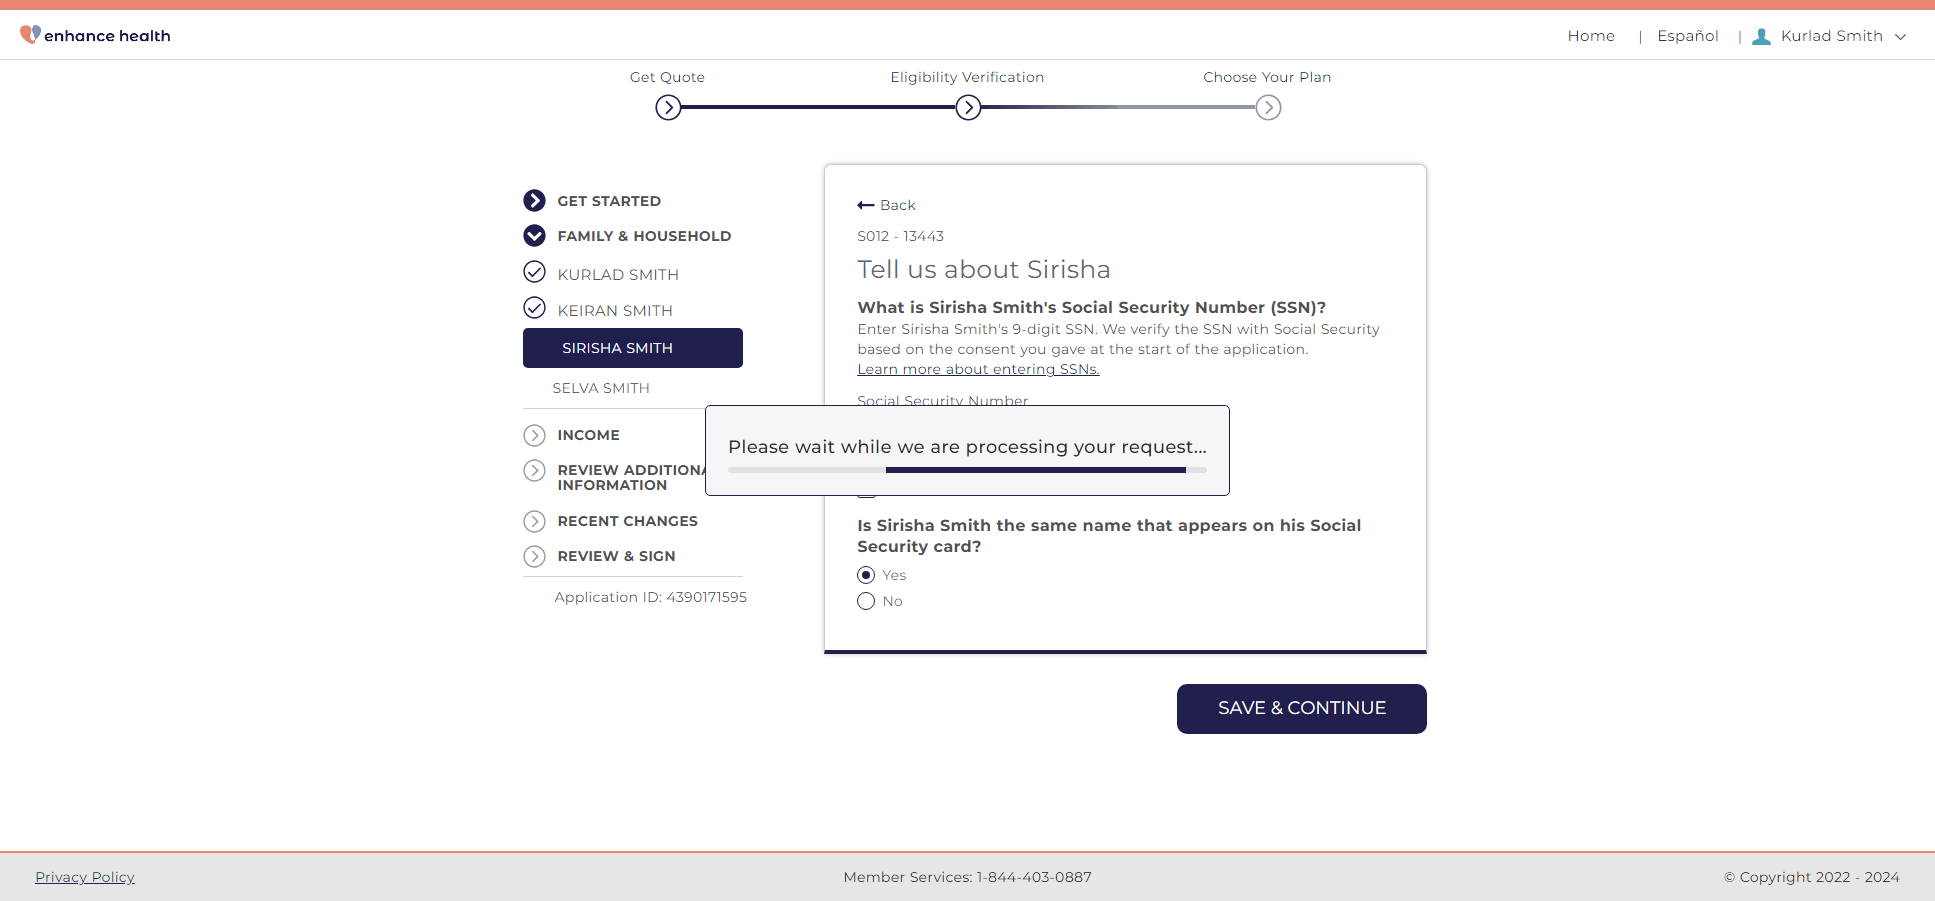 enhance health
Home | Español | Kurlad Smith
Get Quote
Eligibility Verification
Choose Your Plan
GET STARTED
FAMILY & HOUSEHOLD
KURLAD SMITH
KEIRAN SMITH
SIRISHA SMITH
SELVA SMITH
INCOME
REVIEW ADDITIONA
INFORMATION
RECENT CHANGES
REVIEW & SIGN
Application ID: 4390171595
Back
S012 - 13443
Tell us about Sirisha
What is Sirisha Smith's Social Security Number (SSN)?
Enter Sirisha Smith's 9-digit SSN. We verify the SSN with Social Security
based on the consent you gave at the start of the application.
Learn more about entering SSNs.
Social Security Number
Please wait while we are processing your request...
Is Sirisha Smith the same name that appears on his Social
Security card?
Yes
No
SAVE & CONTINUE
Privacy Policy
Member Services: 1-844-403-0887
© Copyright 2022 - 2024